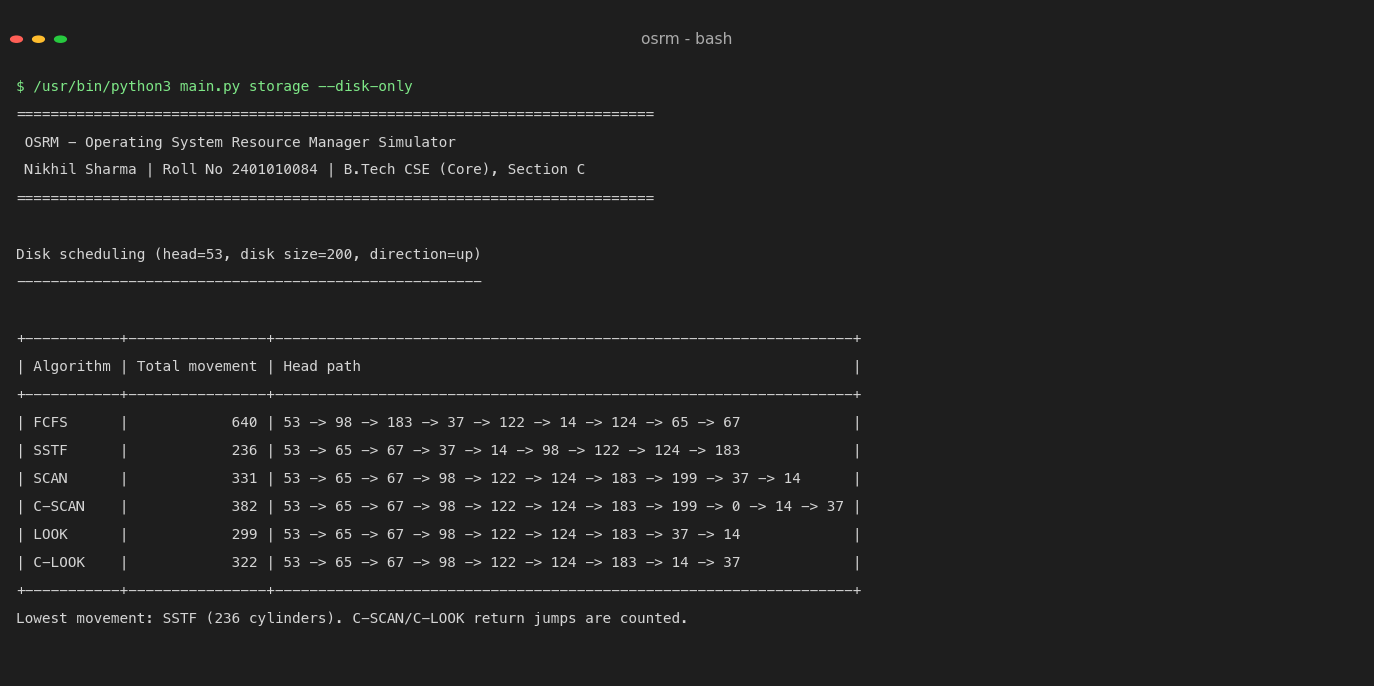 osrm - bash
$ /usr/bin/python3 main.py storage --disk-only
==========================================================================
OSRM - Operating System Resource Manager Simulator
Nikhil Sharma | Roll No 2401010084 | B.Tech CSE (Core), Section C
==========================================================================
Disk scheduling (head=53, disk size=200, direction=up)
------------------------------------------------------
+-----------+----------------+-------------------------------------------------------------------+
| Algorithm | Total movement | Head path                                                         |
+-----------+----------------+-------------------------------------------------------------------+
| FCFS      |            640 | 53 -> 98 -> 183 -> 37 -> 122 -> 14 -> 124 -> 65 -> 67             |
| SSTF      |            236 | 53 -> 65 -> 67 -> 37 -> 14 -> 98 -> 122 -> 124 -> 183             |
| SCAN      |            331 | 53 -> 65 -> 67 -> 98 -> 122 -> 124 -> 183 -> 199 -> 37 -> 14      |
| C-SCAN    |            382 | 53 -> 65 -> 67 -> 98 -> 122 -> 124 -> 183 -> 199 -> 0 -> 14 -> 37 |
| LOOK      |            299 | 53 -> 65 -> 67 -> 98 -> 122 -> 124 -> 183 -> 37 -> 14             |
| C-LOOK    |            322 | 53 -> 65 -> 67 -> 98 -> 122 -> 124 -> 183 -> 14 -> 37             |
+-----------+----------------+-------------------------------------------------------------------+
Lowest movement: SSTF (236 cylinders). C-SCAN/C-LOOK return jumps are counted.